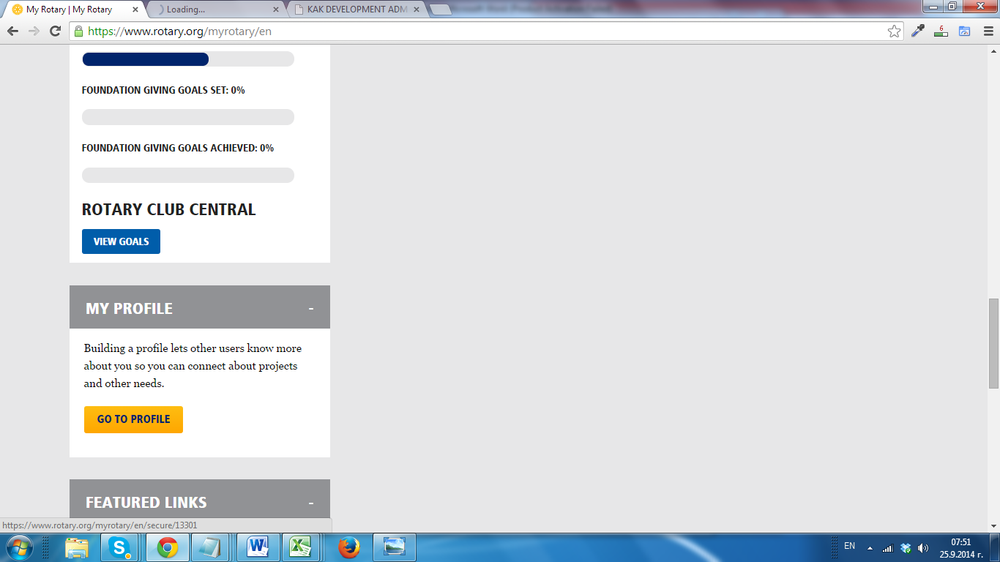 My Rotary | My Rotary
Loading...
KAK DEVELOPMENT ADM
https://www.rotary.org/myrotary/en
6
FOUNDATION GIVING GOALS SET: 0%
FOUNDATION GIVING GOALS ACHIEVED: 0%
ROTARY CLUB CENTRAL
VIEW GOALS
MY PROFILE -
Building a profile lets other users know more
about you so you can connect about projects
and other needs.
GO TO PROFILE
FEATURED LINKS -
https://www.rotary.org/myrotary/en/secure/13301
EN
07:51
25.9.2014 г.